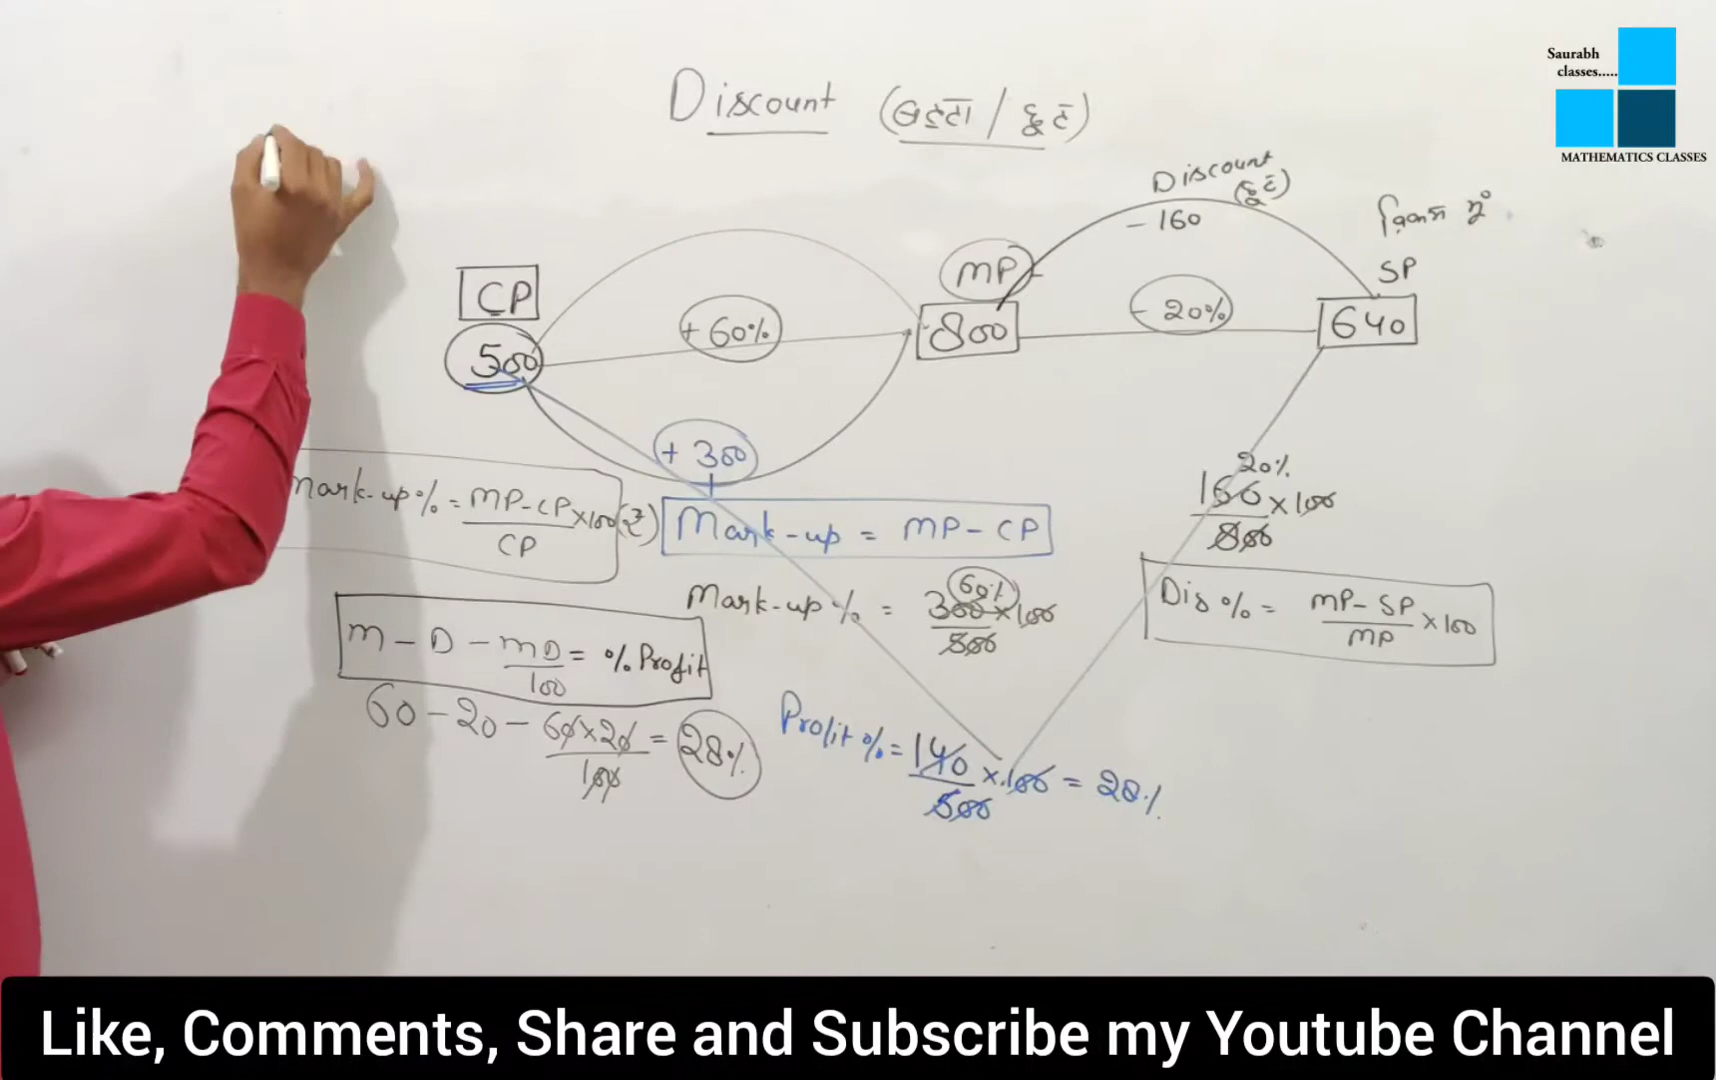 Saurabh
classes.....
MATHEMATICS CLASSES
Discount (बट्टा / छूट)
Discount
(छूट)
- 160
SP
CP
MP
500
+ 60%
800
- 20%
640
+ 300
Mark-up% = MP-CP/CP ×100
Mark-up = MP - CP
Mark-up% = 300/500 ×100
60%
20%
160/800 ×100
Dis% = MP-SP/MP ×100
M - D - MD/100 = % Profit
60 - 20 - 60×20/100 = 28%
Profit% = 140/500 ×100 = 28%
Like, Comments, Share and Subscribe my Youtube Channel